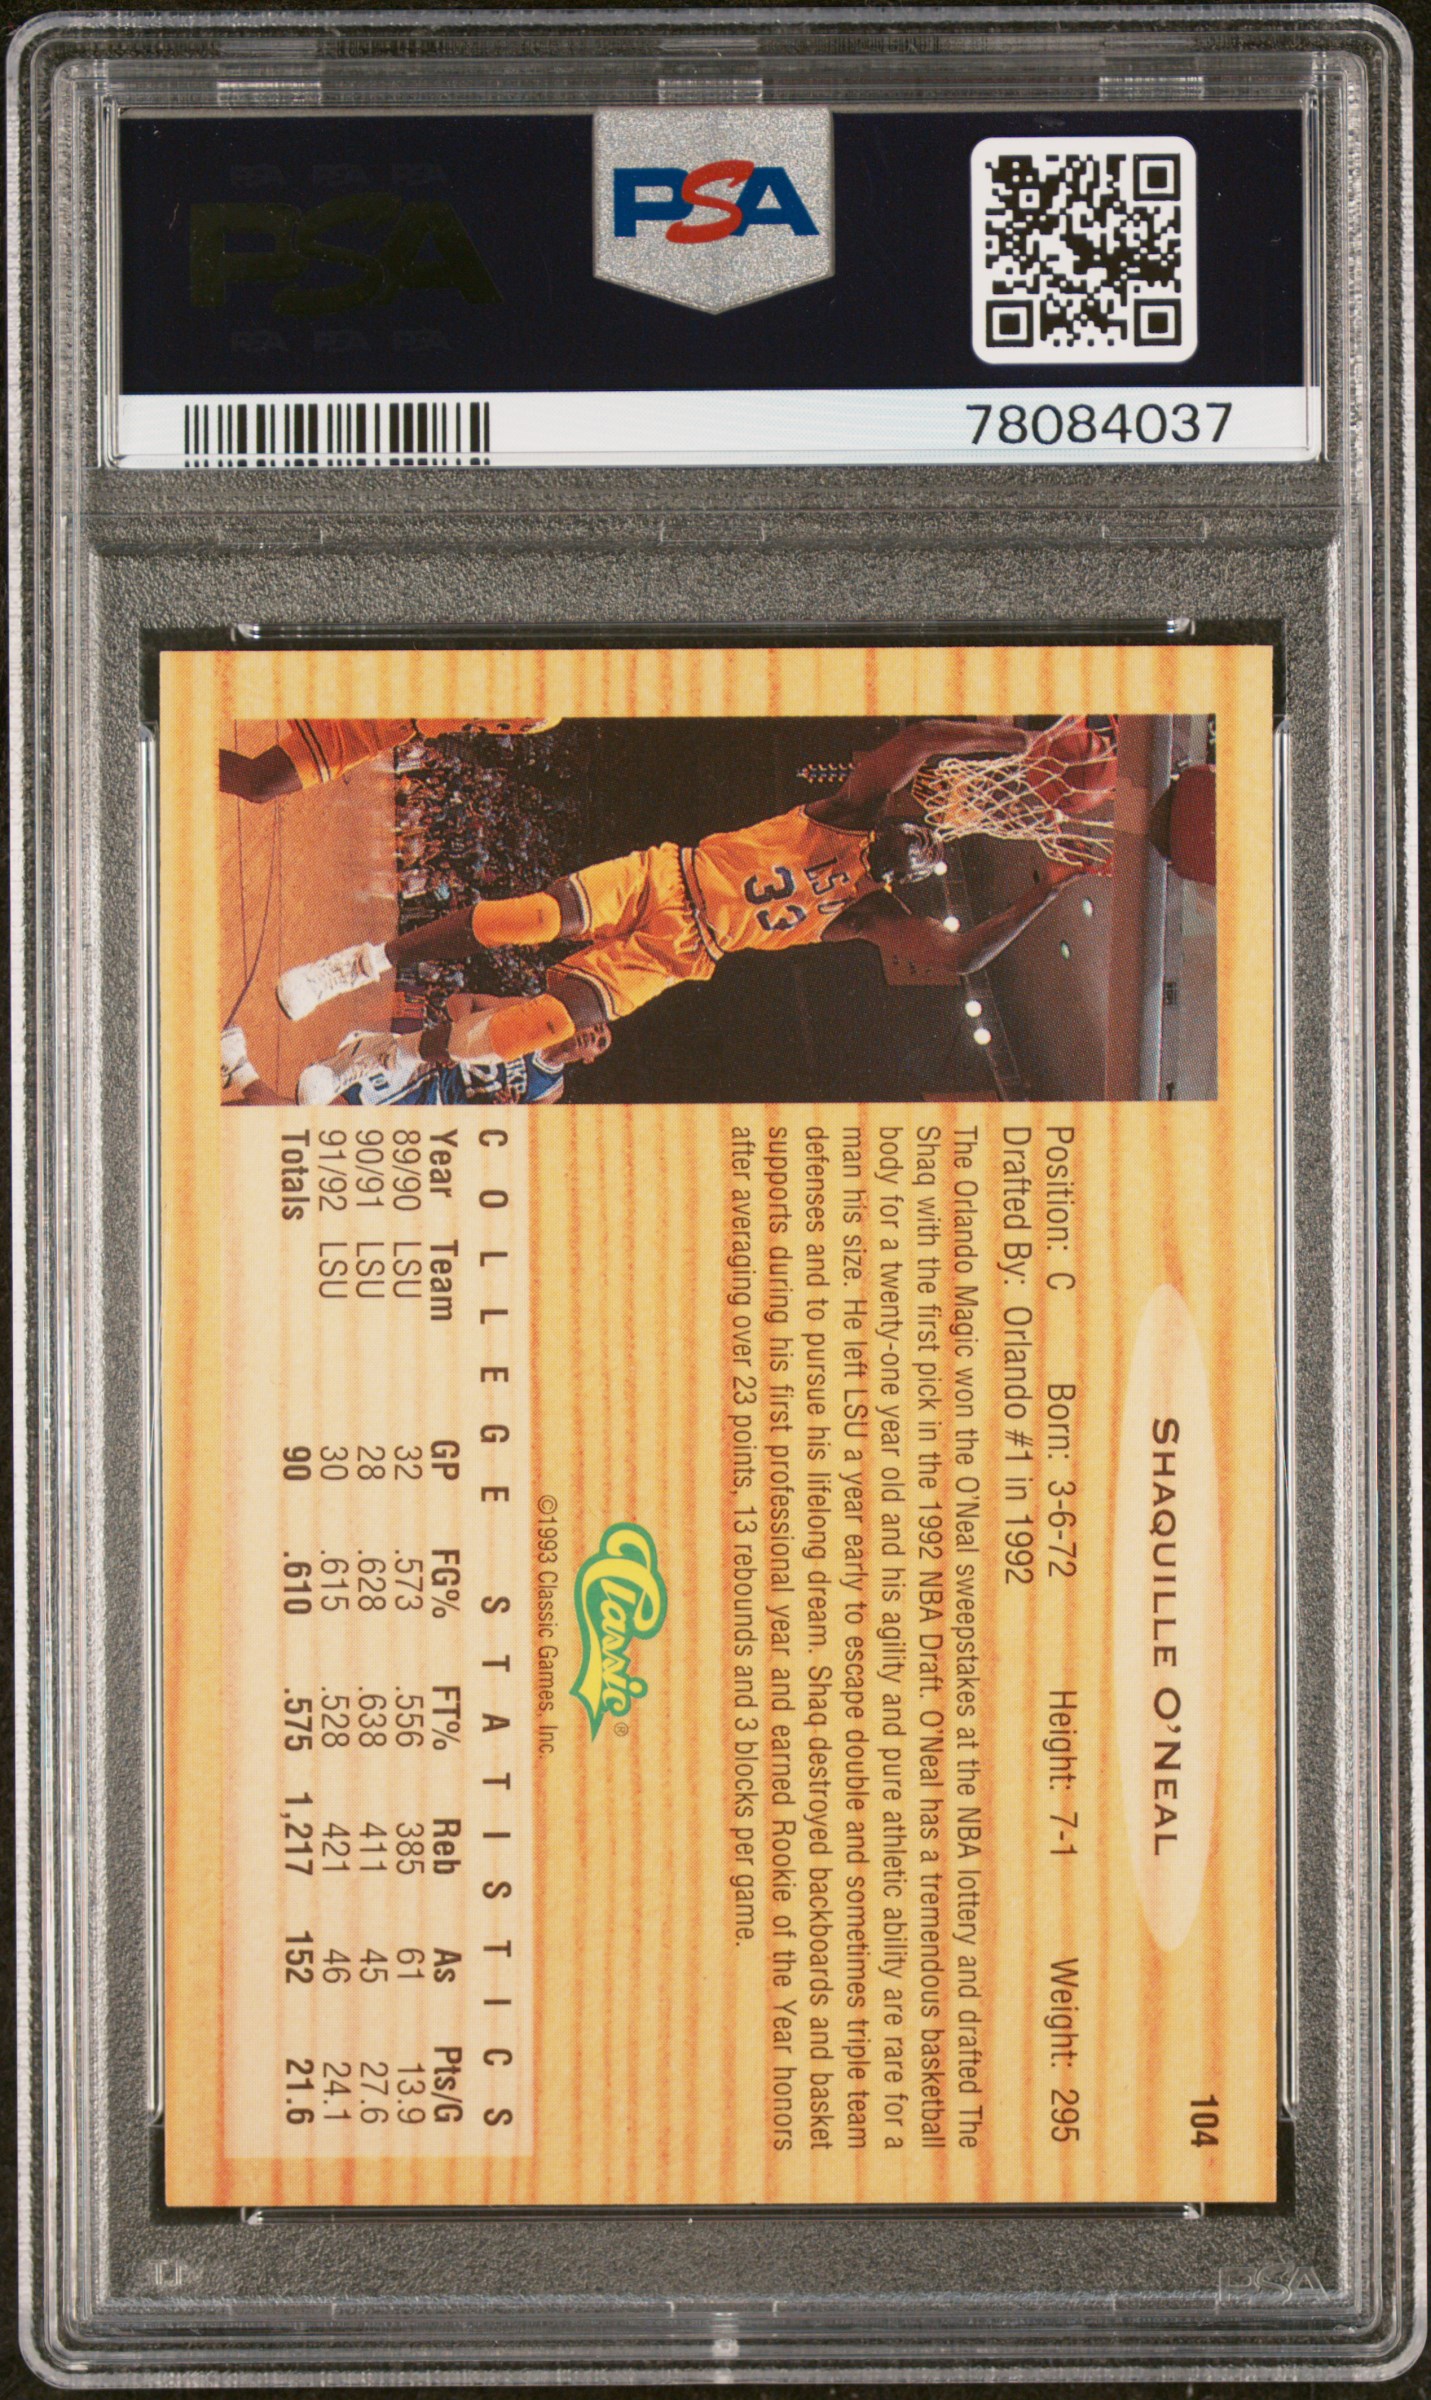 PSA
PSA PSA PSA
PSA
PSA PSA PSA
78084037
104
SHAQUILLE O'NEAL
Position: C Born: 3-6-72 Height: 7-1 Weight: 295
Drafted By: Orlando #1 in 1992
The Orlando Magic won the O'Neal sweepstakes at the NBA lottery and drafted The
Shaq with the first pick in the 1992 NBA Draft. O'Neal has a tremendous basketball
body for a twenty-one year old and his agility and pure athletic ability are rare for a
man his size. He left LSU a year early to escape double and sometimes triple team
defenses and to pursue his lifelong dream. Shaq destroyed backboards and basket
supports during his first professional year and earned Rookie of the Year honors
after averaging over 23 points, 13 rebounds and 3 blocks per game.
Classic®
©1993 Classic Games, Inc.
COLLEGE STATISTICS
Year Team GP FG% FT% Reb As Pts/G
89/90 LSU 32 .573 .556 385 61 13.9
90/91 LSU 28 .628 .638 411 45 27.6
91/92 LSU 30 .615 .528 421 46 24.1
Totals 90 .610 .575 1,217 152 21.6
LSU
33
21
PSA